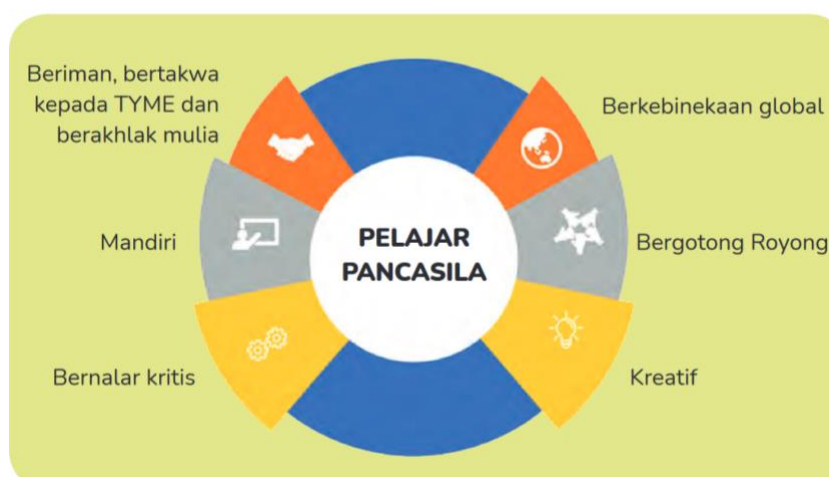 Beriman, bertakwa
kepada TYME dan
berakhlak mulia
Berkebinekaan global
Mandiri
PELAJAR
PANCASILA
Bergotong Royong
Bernalar kritis
Kreatif